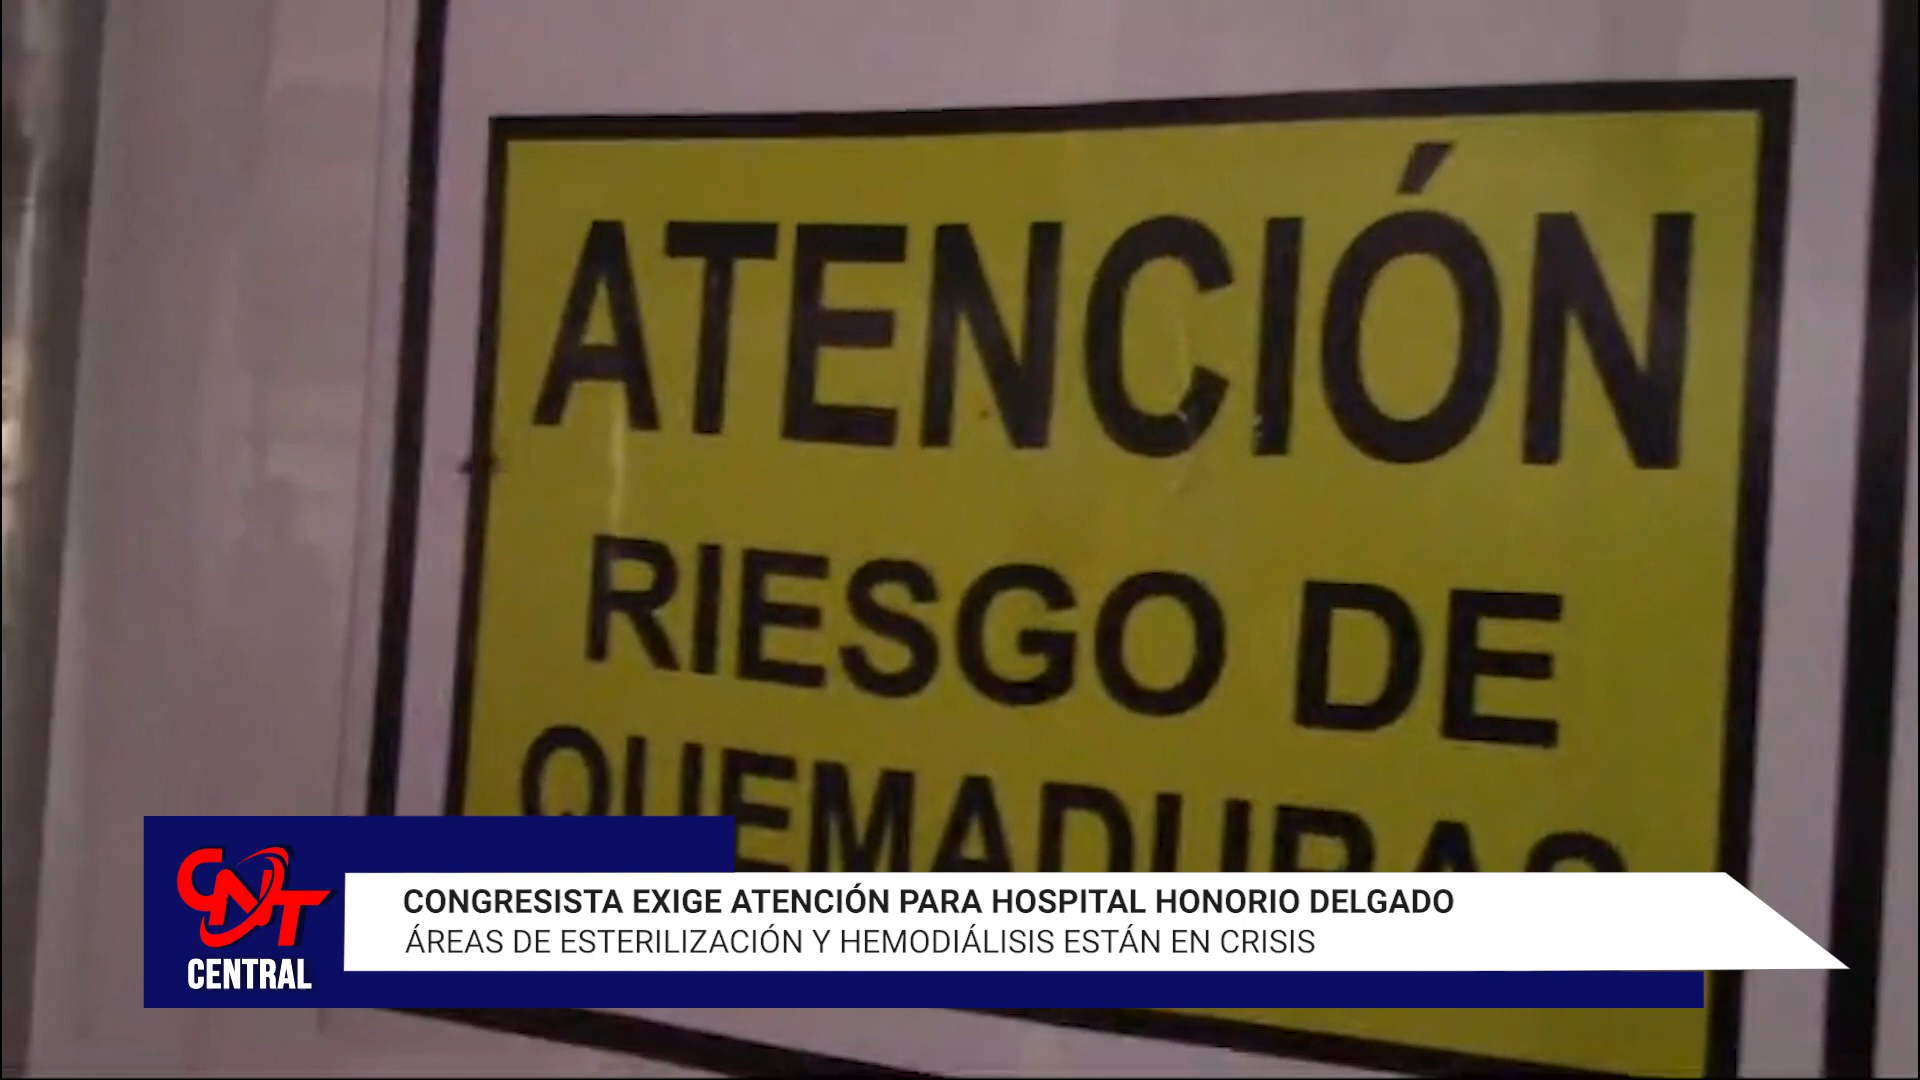 ATENCIÓN
RIESGO DE
QUEMADURAS
CNT
CENTRAL
CONGRESISTA EXIGE ATENCIÓN PARA HOSPITAL HONORIO DELGADO
ÁREAS DE ESTERILIZACIÓN Y HEMODIÁLISIS ESTÁN EN CRISIS